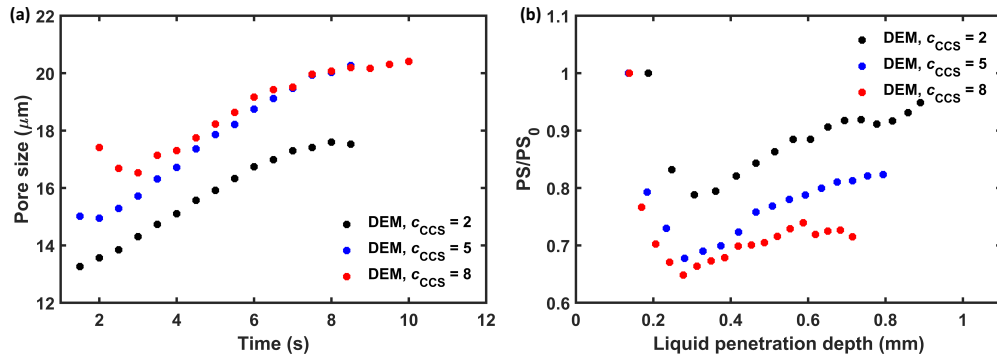 (a)
22
20
18
16
14
12
Pore size (μm)
2
4
6
8
10
12
Time (s)
DEM, cCCS = 2
DEM, cCCS = 5
DEM, cCCS = 8
(b)
1.1
1
0.9
0.8
0.7
0.6
PS/PS0
0
0.2
0.4
0.6
0.8
1
Liquid penetration depth (mm)
DEM, cCCS = 2
DEM, cCCS = 5
DEM, cCCS = 8